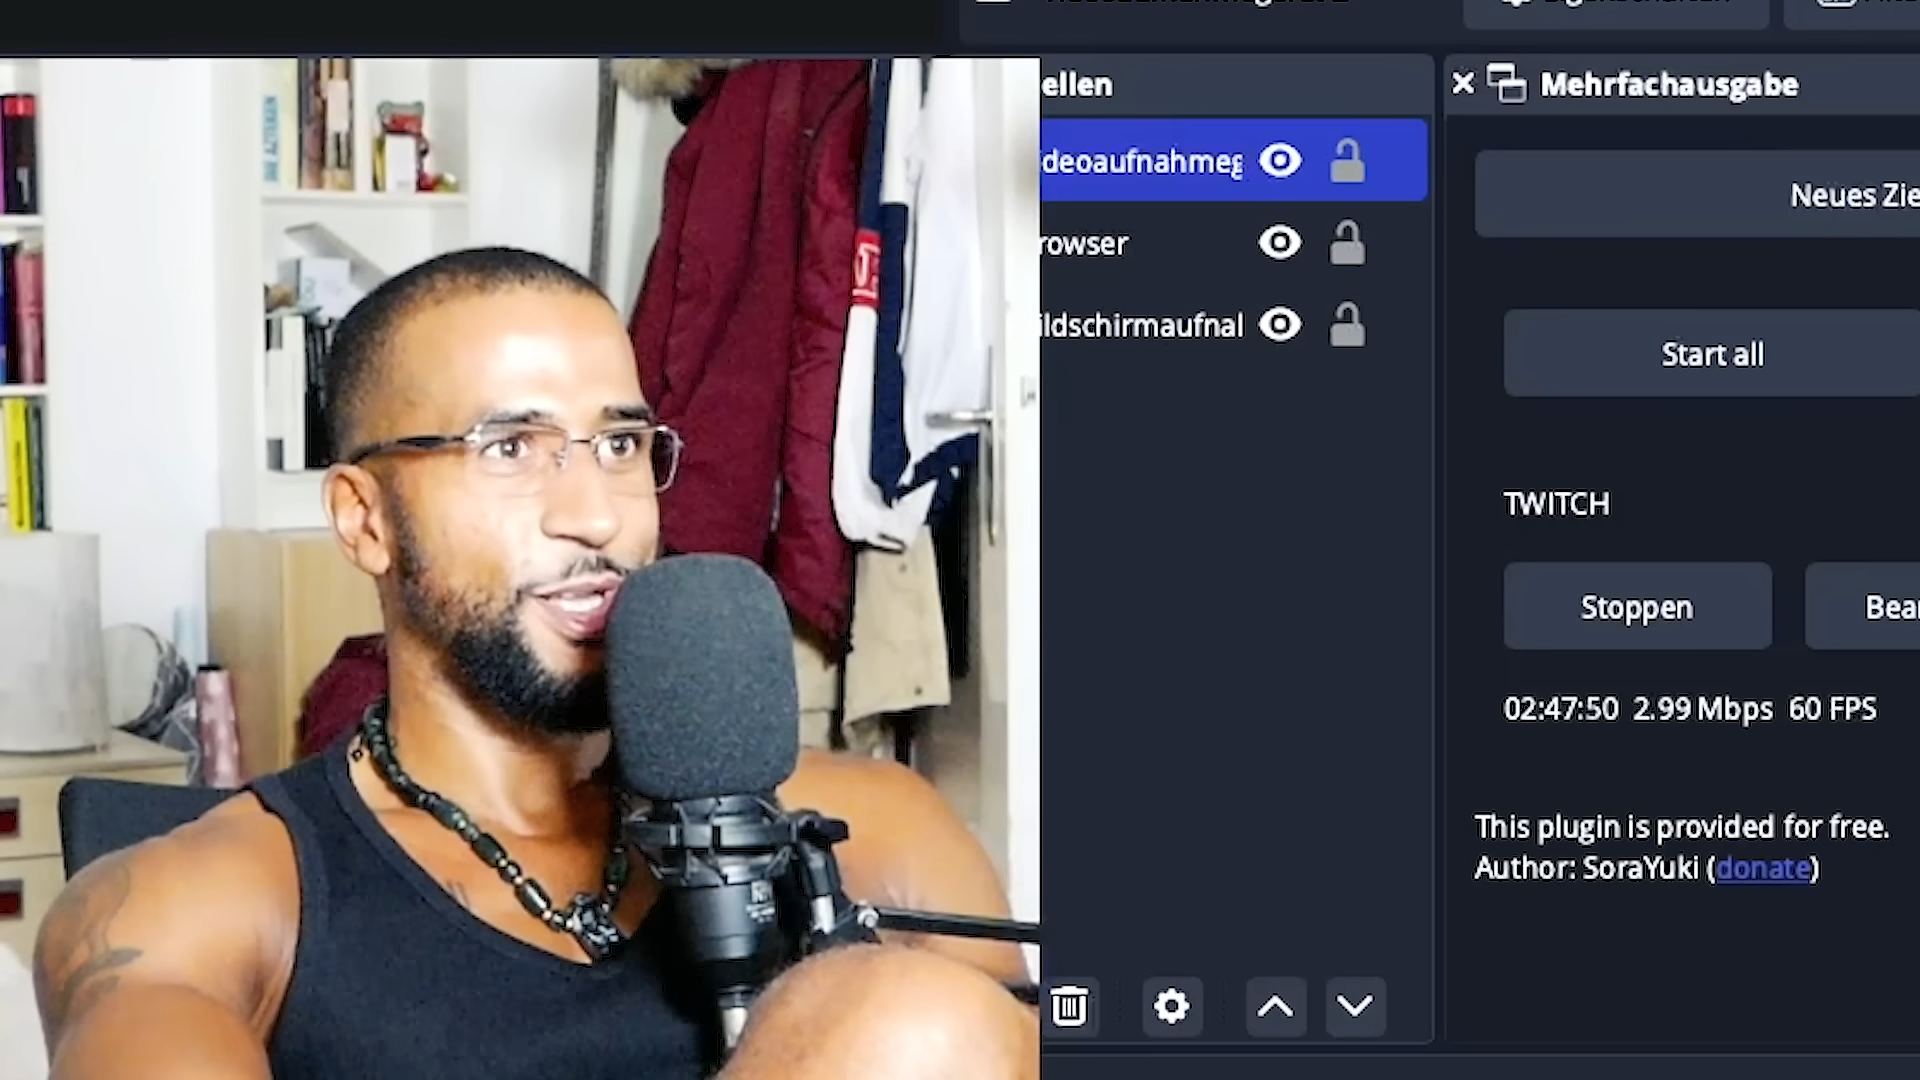 ellen
Mehrfachausgabe
deoaufnahmeg
rowser
ildschirmaufnal
Neues Zie
Start all
TWITCH
Stoppen
Bear
02:47:50 2.99 Mbps 60 FPS
This plugin is provided for free.
Author: SoraYuki (donate)